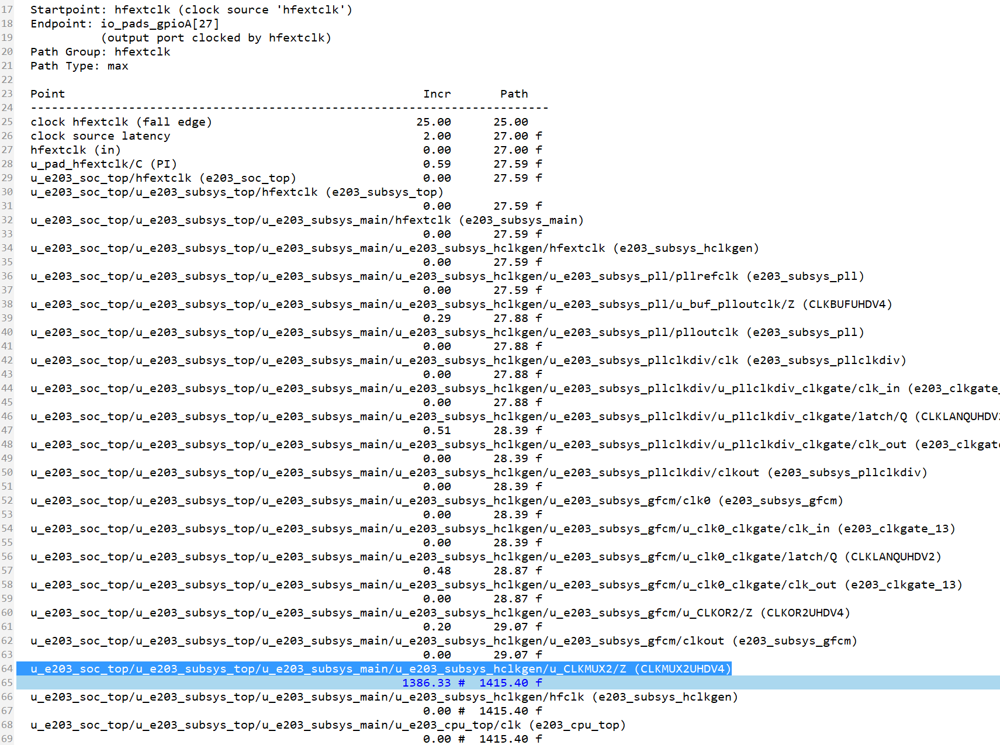 17 Startpoint: hfextclk (clock source 'hfextclk')
18 Endpoint: io_pads_gpioA[27]
19 (output port clocked by hfextclk)
20 Path Group: hfextclk
21 Path Type: max
22
23 Point Incr Path
24 --------------------------------------------------------------------------
25 clock hfextclk (fall edge) 25.00 25.00
26 clock source latency 2.00 27.00 f
27 hfextclk (in) 0.00 27.00 f
28 u_pad_hfextclk/C (PI) 0.59 27.59 f
29 u_e203_soc_top/hfextclk (e203_soc_top) 0.00 27.59 f
30 u_e203_soc_top/u_e203_subsys_top/hfextclk (e203_subsys_top)
31 0.00 27.59 f
32 u_e203_soc_top/u_e203_subsys_top/u_e203_subsys_main/hfextclk (e203_subsys_main)
33 0.00 27.59 f
34 u_e203_soc_top/u_e203_subsys_top/u_e203_subsys_main/u_e203_subsys_hclkgen/hfextclk (e203_subsys_hclkgen)
35 0.00 27.59 f
36 u_e203_soc_top/u_e203_subsys_top/u_e203_subsys_main/u_e203_subsys_hclkgen/u_e203_subsys_pll/pllrefclk (e203_subsys_pll)
37 0.00 27.59 f
38 u_e203_soc_top/u_e203_subsys_top/u_e203_subsys_main/u_e203_subsys_hclkgen/u_e203_subsys_pll/u_buf_plloutclk/Z (CLKBUFUHDV4)
39 0.29 27.88 f
40 u_e203_soc_top/u_e203_subsys_top/u_e203_subsys_main/u_e203_subsys_hclkgen/u_e203_subsys_pll/plloutclk (e203_subsys_pll)
41 0.00 27.88 f
42 u_e203_soc_top/u_e203_subsys_top/u_e203_subsys_main/u_e203_subsys_hclkgen/u_e203_subsys_pllclkdiv/clk (e203_subsys_pllclkdiv)
43 0.00 27.88 f
44 u_e203_soc_top/u_e203_subsys_top/u_e203_subsys_main/u_e203_subsys_hclkgen/u_e203_subsys_pllclkdiv/u_pllclkdiv_clkgate/clk_in (e203_clkgate_
45 0.00 27.88 f
46 u_e203_soc_top/u_e203_subsys_top/u_e203_subsys_main/u_e203_subsys_hclkgen/u_e203_subsys_pllclkdiv/u_pllclkdiv_clkgate/latch/Q (CLKLANQUHDV2
47 0.51 28.39 f
48 u_e203_soc_top/u_e203_subsys_top/u_e203_subsys_main/u_e203_subsys_hclkgen/u_e203_subsys_pllclkdiv/u_pllclkdiv_clkgate/clk_out (e203_clkgate
49 0.00 28.39 f
50 u_e203_soc_top/u_e203_subsys_top/u_e203_subsys_main/u_e203_subsys_hclkgen/u_e203_subsys_pllclkdiv/clkout (e203_subsys_pllclkdiv)
51 0.00 28.39 f
52 u_e203_soc_top/u_e203_subsys_top/u_e203_subsys_main/u_e203_subsys_hclkgen/u_e203_subsys_gfcm/clk0 (e203_subsys_gfcm)
53 0.00 28.39 f
54 u_e203_soc_top/u_e203_subsys_top/u_e203_subsys_main/u_e203_subsys_hclkgen/u_e203_subsys_gfcm/u_clk0_clkgate/clk_in (e203_clkgate_13)
55 0.00 28.39 f
56 u_e203_soc_top/u_e203_subsys_top/u_e203_subsys_main/u_e203_subsys_hclkgen/u_e203_subsys_gfcm/u_clk0_clkgate/latch/Q (CLKLANQUHDV2)
57 0.48 28.87 f
58 u_e203_soc_top/u_e203_subsys_top/u_e203_subsys_main/u_e203_subsys_hclkgen/u_e203_subsys_gfcm/u_clk0_clkgate/clk_out (e203_clkgate_13)
59 0.00 28.87 f
60 u_e203_soc_top/u_e203_subsys_top/u_e203_subsys_main/u_e203_subsys_hclkgen/u_e203_subsys_gfcm/u_CLKOR2/Z (CLKOR2UHDV4)
61 0.20 29.07 f
62 u_e203_soc_top/u_e203_subsys_top/u_e203_subsys_main/u_e203_subsys_hclkgen/u_e203_subsys_gfcm/clkout (e203_subsys_gfcm)
63 0.00 29.07 f
64 u_e203_soc_top/u_e203_subsys_top/u_e203_subsys_main/u_e203_subsys_hclkgen/u_CLKMUX2/Z (CLKMUX2UHDV4)
65 1386.33 # 1415.40 f
66 u_e203_soc_top/u_e203_subsys_top/u_e203_subsys_main/u_e203_subsys_hclkgen/hfclk (e203_subsys_hclkgen)
67 0.00 # 1415.40 f
68 u_e203_soc_top/u_e203_subsys_top/u_e203_subsys_main/u_e203_cpu_top/clk (e203_cpu_top)
69 0.00 # 1415.40 f